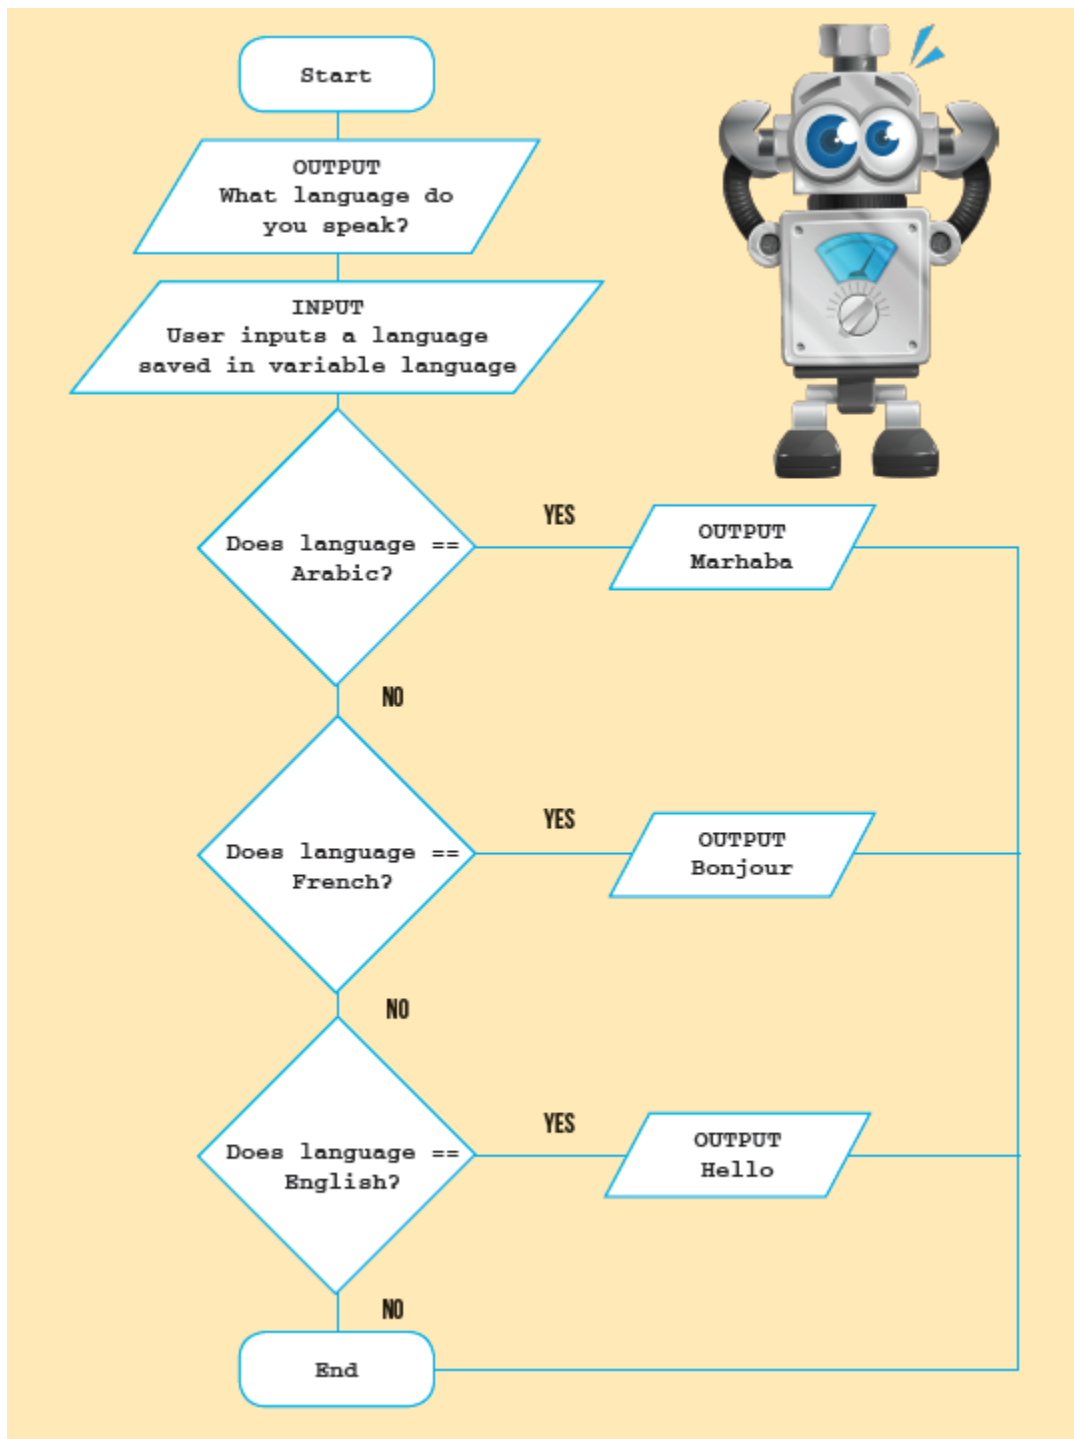 Start
OUTPUT
What language do
you speak?
INPUT
User inputs a language
saved in variable language
Does language ==
Arabic?
YES
OUTPUT
Marhaba
NO
Does language ==
French?
YES
OUTPUT
Bonjour
NO
Does language ==
English?
YES
OUTPUT
Hello
NO
End